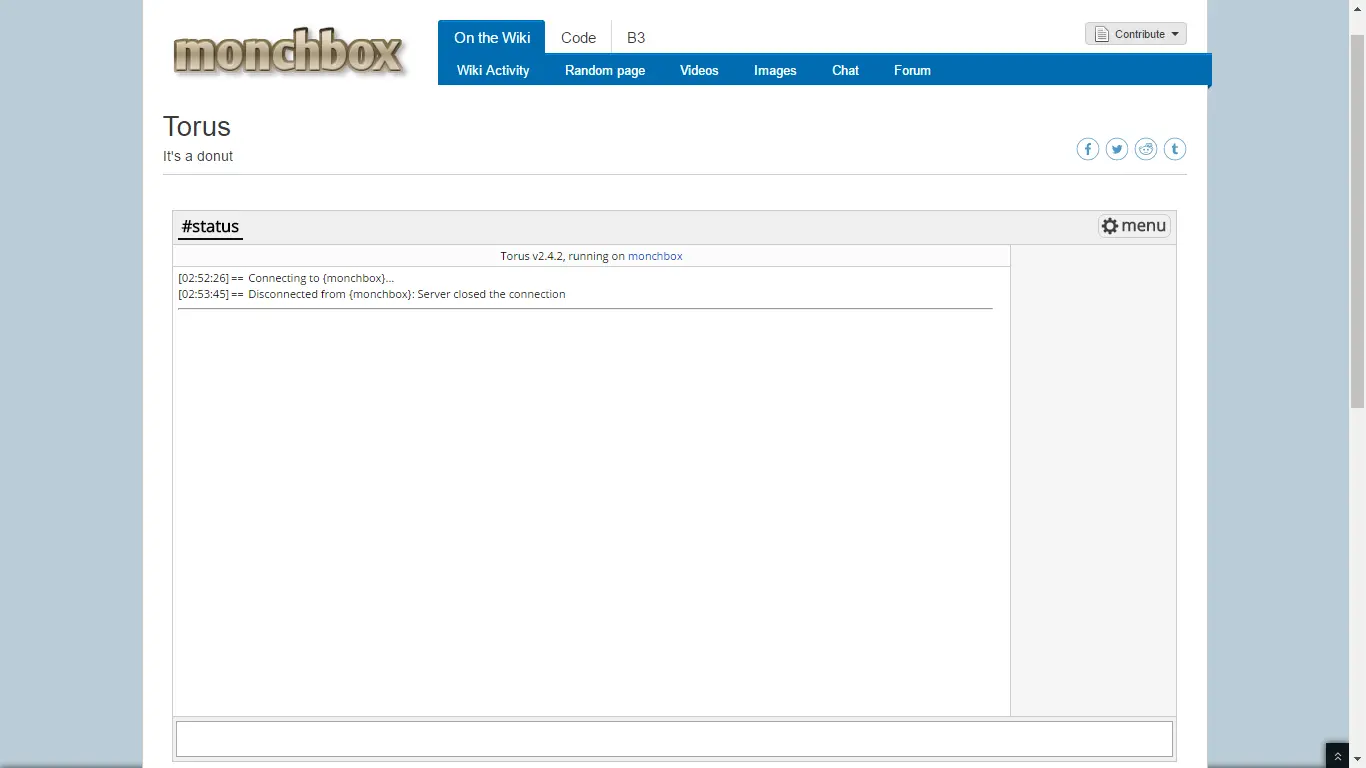 monchbox
On the Wiki Code B3
Contribute
Wiki Activity Random page Videos Images Chat Forum
Torus
It's a donut
#status
menu
Torus v2.4.2, running on monchbox
[02:52:26] == Connecting to {monchbox}...
[02:53:45] == Disconnected from {monchbox}: Server closed the connection